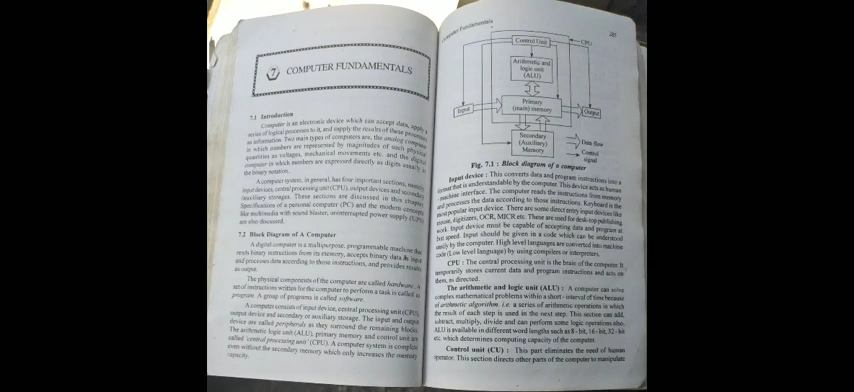 7 COMPUTER FUNDAMENTALS
7.1 Introduction
Computer is an electronic device which can accept data, apply a
series of logical processes to it, and supply the results of these processes
as information. Two main types of computers are, the analog computer
in which numbers are represented by magnitudes of such physical
quantities as voltages, mechanical movements etc. and the digital
computer in which numbers are expressed directly as digits usually in
the binary notation.
A computer system, in general, has four important sections, memory
input devices, central processing unit (CPU), output devices and secondary
(auxiliary) storages. These sections are discussed in this chapter.
Specifications of a personal computer (PC) and the modern concepts
like multimedia with sound blaster, uninterrupted power supply (UPS)
are also discussed.
7.2 Block Diagram of A Computer
A digital computer is a multipurpose, programmable machine that
reads binary instructions from its memory, accepts binary data as input
and processes data according to those instructions, and provides results
as output.
The physical components of the computer are called hardware. A
set of instructions written for the computer to perform a task is called a
program. A group of programs is called software.
A computer consists of input device, central processing unit (CPU),
output device and secondary or auxiliary storage. The input and output
device are called peripherals as they surround the remaining blocks.
The arithmetic logic unit (ALU), primary memory and control unit are
called 'central processing unit' (CPU). A computer system is complete
even without the secondary memory which only increases the memory
capacity.
Computer Fundamentals
Control Unit
CPU
Arithmetic and
logic unit
(ALU)
Input
Primary
(main) memory
Output
Secondary
(Auxiliary)
Memory
Data flow
Control
signal
Fig. 7.1 : Block diagram of a computer
Input device : This converts data and program instructions into a
format that is understandable by the computer. This device acts as human
- machine interface. The computer reads the instructions from memory
and processes the data according to those instructions. Keyboard is the
most popular input device. There are some direct entry input devices like
mouse, digitizers, OCR, MICR etc. These are used for desk-top publishing
work. Input device must be capable of accepting data and program at
fast speed. Input should be given in a code which can be understood
easily by the computer. High level languages are converted into machine
code (Low level language) by using compilers or interpreters.
CPU : The central processing unit is the brain of the computer. It
temporarily stores current data and program instructions and acts on
them, as directed.
The arithmetic and logic unit (ALU) : A computer can solve
complex mathematical problems within a short - interval of time because
of arithmetic algorithm. i.e. a series of arithmetic operations in which
the result of each step is used in the next step. This section can add,
subtract, multiply, divide and can perform some logic operations also.
ALU is available in different word lengths such as 8 - bit, 16 - bit, 32 - bit
etc. which determines computing capacity of the computer.
Control unit (CU) : This part eliminates the need of human
operator. This section directs other parts of the computer to manipulate